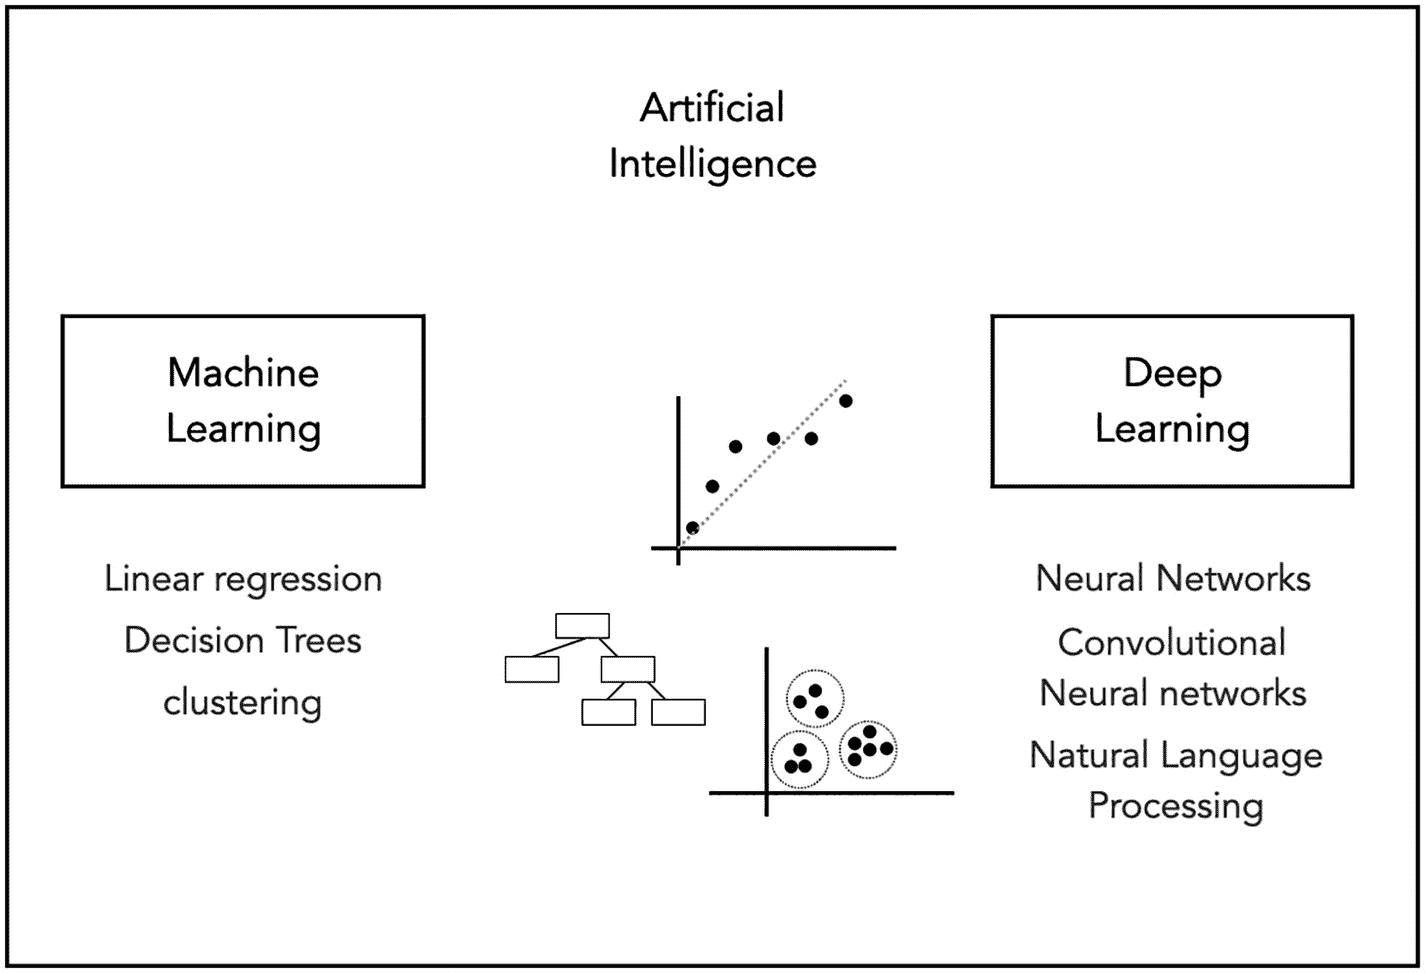 Artificial
Intelligence
Machine
Learning
Linear regression
Decision Trees
clustering
Deep
Learning
Neural Networks
Convolutional
Neural networks
Natural Language
Processing